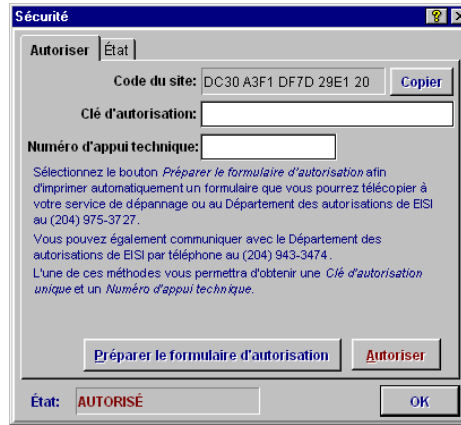 Sécurité
Autoriser État
Code du site: DC30 A3F1 DF7D 29E1 20 Copier
Clé d'autorisation:
Numéro d'appui technique:
Sélectionnez le bouton Préparer le formulaire d'autorisation afin
d'imprimer automatiquement un formulaire que vous pourrez télécopier à
votre service de dépannage ou au Département des autorisations de EISI
au (204) 975-3727.
Vous pouvez également communiquer avec le Département des
autorisations de EISI par téléphone au (204) 943-3474.
L'une de ces méthodes vous permettra d'obtenir une Clé d'autorisation
unique et un Numéro d'appui technique.
Préparer le formulaire d'autorisation Autoriser
État: AUTORISÉ OK